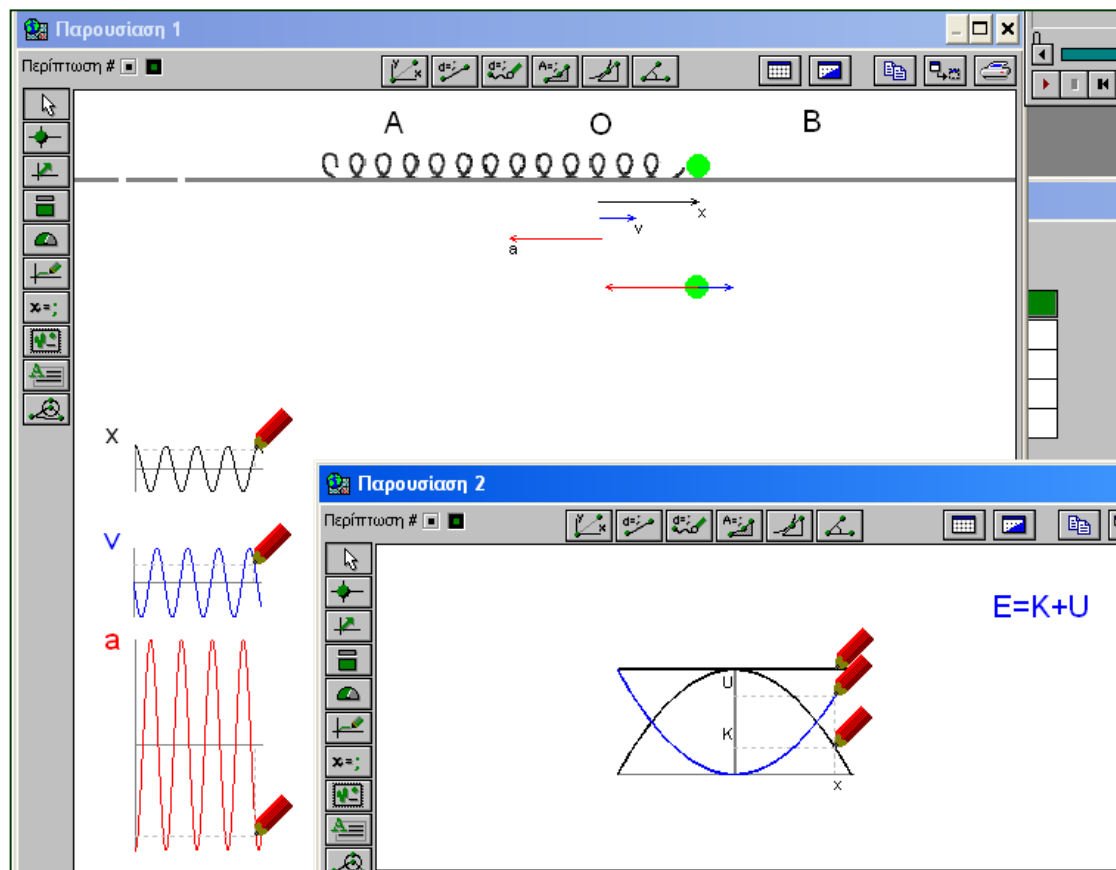 Παρουσίαση 1
Περίπτωση #
y x d=; d=; A=;
A O B
x
v
a
x=;
A
x
v
a
Παρουσίαση 2
Περίπτωση #
y x d=; d=; A=;
E=K+U
U
K
x
x=;
A